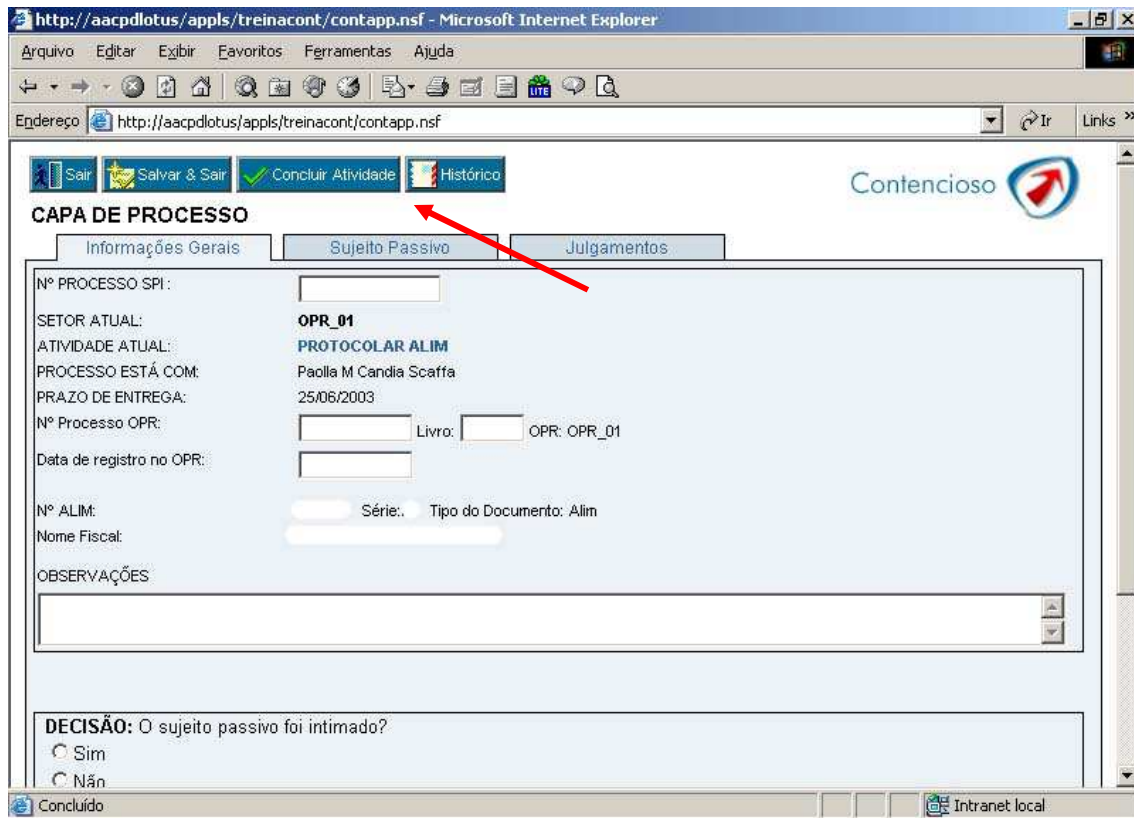 http://aacpdlotus/appls/treinacont/contapp.nsf - Microsoft Internet Explorer
Arquivo Editar Exibir Favoritos Ferramentas Ajuda
LITE
Endereço http://aacpdlotus/appls/treinacont/contapp.nsf Ir Links »
Sair Salvar & Sair Concluir Atividade Histórico
Contencioso
CAPA DE PROCESSO
Informações Gerais Sujeito Passivo Julgamentos
Nº PROCESSO SPI :
SETOR ATUAL: OPR_01
ATIVIDADE ATUAL: PROTOCOLAR ALIM
PROCESSO ESTÁ COM: Paolla M Candia Scaffa
PRAZO DE ENTREGA: 25/06/2003
Nº Processo OPR: Livro: OPR: OPR_01
Data de registro no OPR:
Nº ALIM: Série:. Tipo do Documento: Alim
Nome Fiscal:
OBSERVAÇÕES
DECISÃO: O sujeito passivo foi intimado?
Sim
Não
Concluído Intranet local